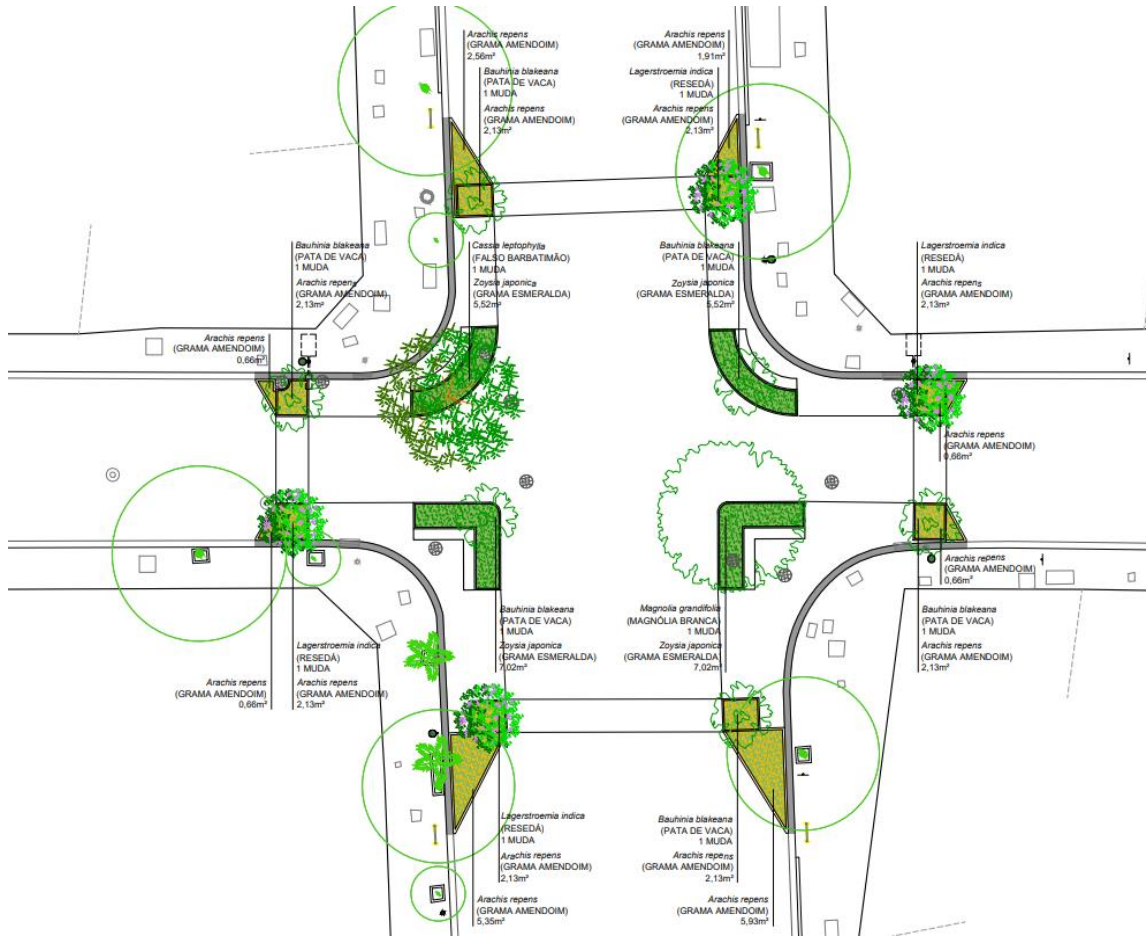 Arachis repens
(GRAMA AMENDOIM)
2,56m²
Bauhinia blakeana
(PATA DE VACA)
1 MUDA
Arachis repens
(GRAMA AMENDOIM)
2,13m²
Arachis repens
(GRAMA AMENDOIM)
1,91m²
Lagerstroemia indica
(RESEDÁ)
1 MUDA
Arachis repens
(GRAMA AMENDOIM)
2,13m²
Bauhinia blakeana
(PATA DE VACA)
1 MUDA
Arachis repens
(GRAMA AMENDOIM)
2,13m²
Arachis repens
(GRAMA AMENDOIM)
0,66m²
Cassia leptophylla
(FALSO BARBATIMÃO)
1 MUDA
Zoysia japonica
(GRAMA ESMERALDA)
5,52m²
Bauhinia blakeana
(PATA DE VACA)
1 MUDA
Zoysia japonica
(GRAMA ESMERALDA)
5,52m²
Lagerstroemia indica
(RESEDÁ)
1 MUDA
Arachis repens
(GRAMA AMENDOIM)
2,13m²
Arachis repens
(GRAMA AMENDOIM)
0,66m²
Arachis repens
(GRAMA AMENDOIM)
0,66m²
Lagerstroemia indica
(RESEDÁ)
1 MUDA
Arachis repens
(GRAMA AMENDOIM)
2,13m²
Arachis repens
(GRAMA AMENDOIM)
0,66m²
Bauhinia blakeana
(PATA DE VACA)
1 MUDA
Zoysia japonica
(GRAMA ESMERALDA)
7,02m²
Magnolia grandifolia
(MAGNÓLIA BRANCA)
1 MUDA
Zoysia japonica
(GRAMA ESMERALDA)
7,02m²
Bauhinia blakeana
(PATA DE VACA)
1 MUDA
Arachis repens
(GRAMA AMENDOIM)
2,13m²
Lagerstroemia indica
(RESEDÁ)
1 MUDA
Arachis repens
(GRAMA AMENDOIM)
2,13m²
Arachis repens
(GRAMA AMENDOIM)
5,35m²
Bauhinia blakeana
(PATA DE VACA)
1 MUDA
Arachis repens
(GRAMA AMENDOIM)
2,13m²
Arachis repens
(GRAMA AMENDOIM)
5,93m²